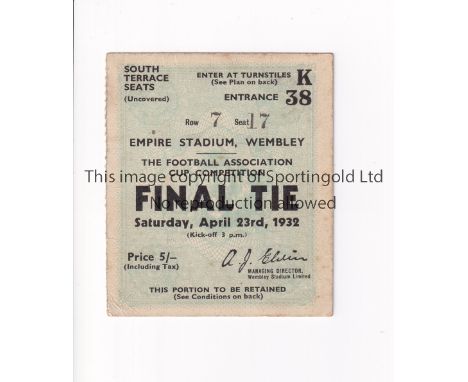 SOUTH
TERRACE
SEATS
(Uncovered)
ENTER AT TURNSTILES K
(See Plan on back)
ENTRANCE 38
Row 7 Seat 17
EMPIRE STADIUM, WEMBLEY
THE FOOTBALL ASSOCIATION
CUP COMPETITION
This image copyright of Sportingold Ltd
FINAL TIE
No reproduction allowed
Saturday, April 23rd, 1932
(Kick-off 3 p.m.)
Price 5/-
(Including Tax)
A. J. Elvin
MANAGING DIRECTOR,
Wembley Stadium Limited
THIS PORTION TO BE RETAINED
(See Conditions on back)